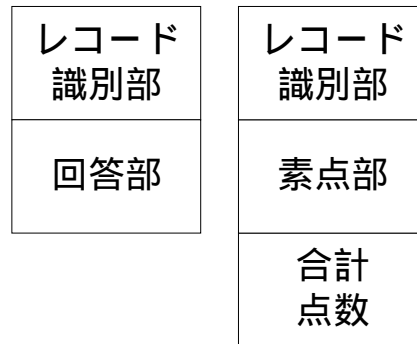 レコード
識別部
回答部
レコード
識別部
素点部
合計
点数